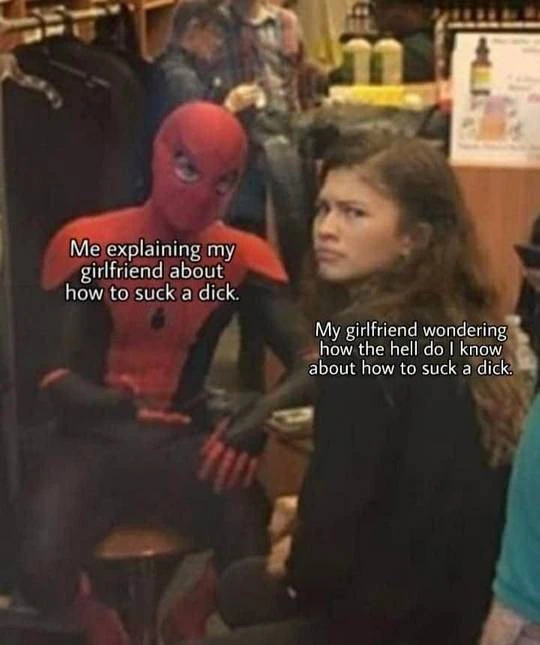 Me explaining my
girlfriend about
how to suck a dick.
My girlfriend wondering
how the hell do I know
about how to suck a dick.